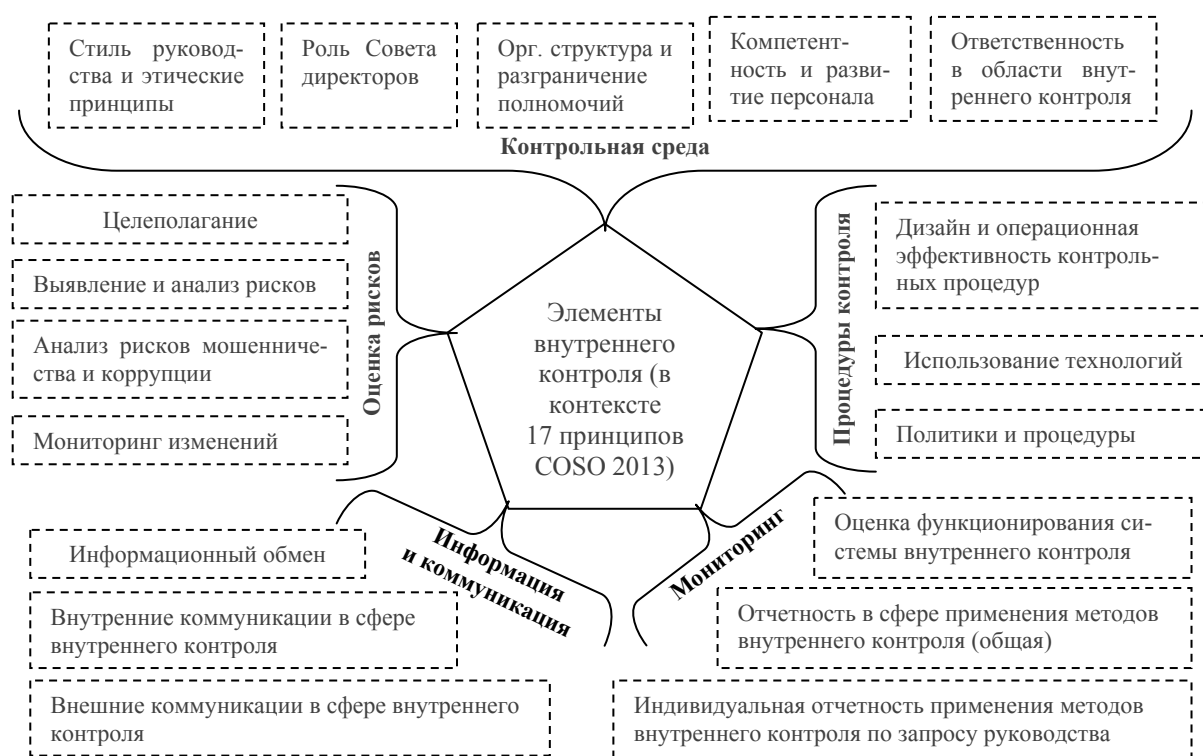 Стиль руковод-
ства и этические
принципы
Роль Совета
директоров
Орг. структура и
разграничение
полномочий
Компетент-
ность и разви-
тие персонала
Ответственность
в области внут-
реннего контроля
Контрольная среда
Целеполагание
Выявление и анализ рисков
Анализ рисков мошенниче-
ства и коррупции
Мониторинг изменений
Оценка рисков
Элементы
внутреннего
контроля (в
контексте
17 принципов
COSO 2013)
Процедуры контроля
Дизайн и операционная
эффективность контроль-
ных процедур
Использование технологий
Политики и процедуры
Информационный обмен
Внутренние коммуникации в сфере
внутреннего контроля
Внешние коммуникации в сфере внутреннего
контроля
Информация
и коммуникация
Мониторинг
Оценка функционирования си-
стемы внутреннего контроля
Отчетность в сфере применения методов
внутреннего контроля (общая)
Индивидуальная отчетность применения методов
внутреннего контроля по запросу руководства